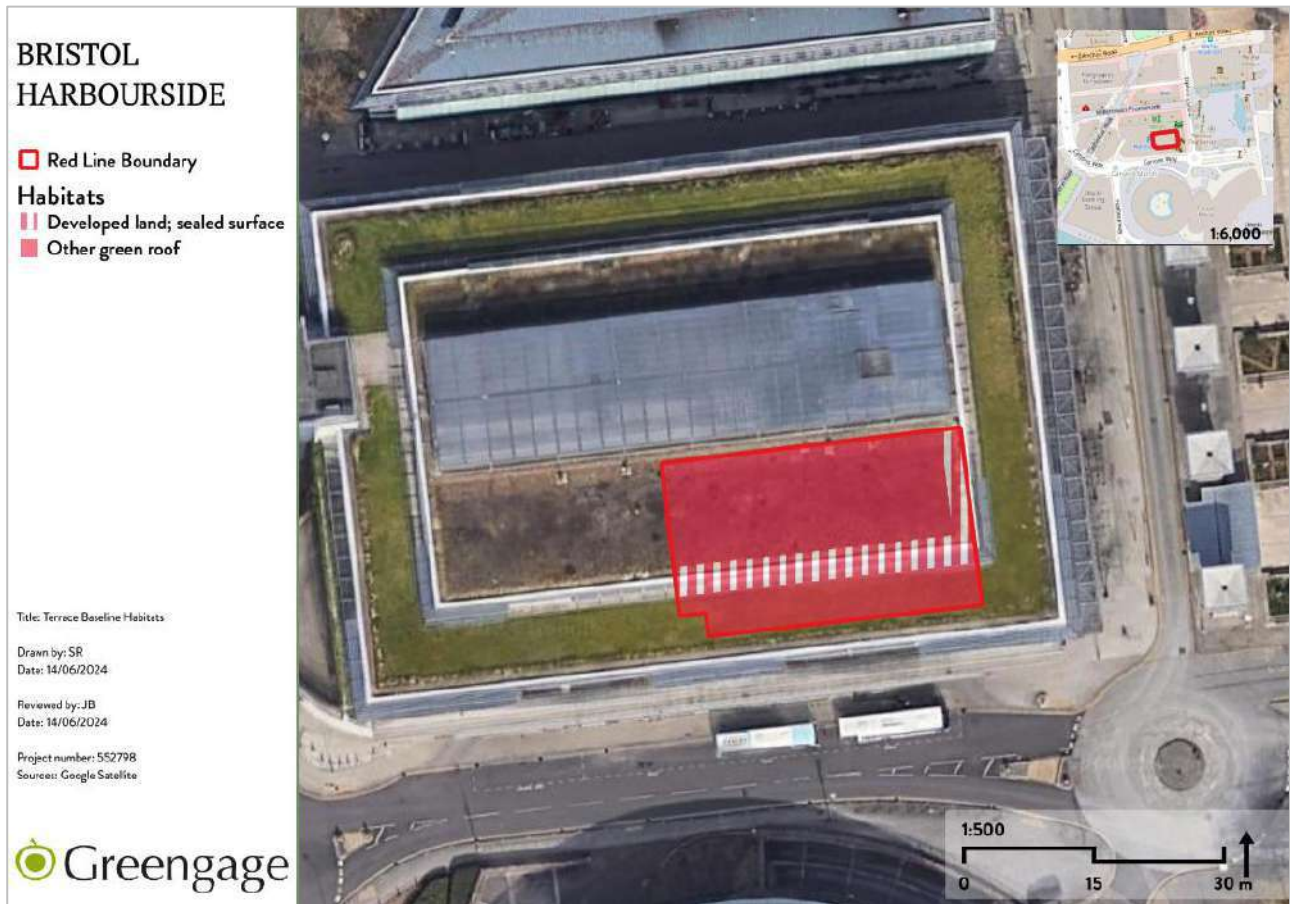 BRISTOL
HARBOURSIDE
Red Line Boundary
Habitats
Developed land; sealed surface
Other green roof
Title: Terrace Baseline Habitats
Drawn by: SR
Date: 14/06/2024
Reviewed by: JB
Date: 14/06/2024
Project number: 552798
Sources: Google Satellite
Greengage
1:6,000
1:500
0 15 30 m